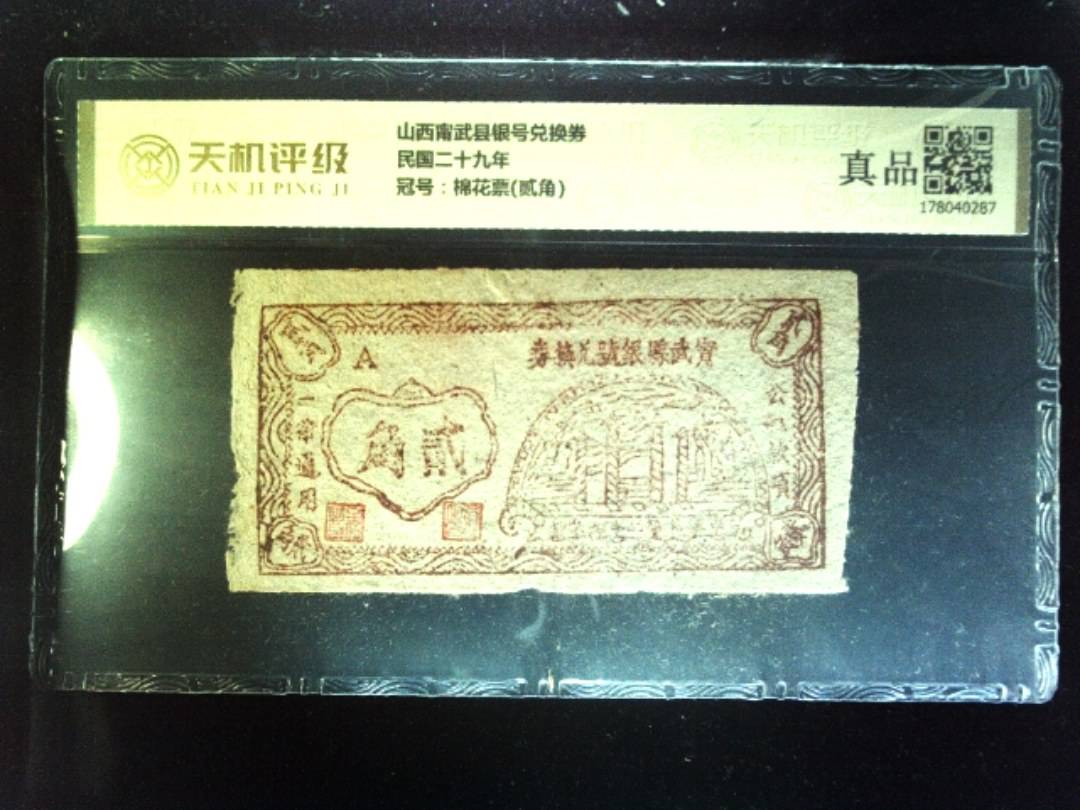 天机评级
TIAN JI PING JI
山西甯武县银号兑换券
民国二十九年
冠号：棉花票(贰角)
真品
178040287
A
甯武縣銀號兌換券
貳角
通用